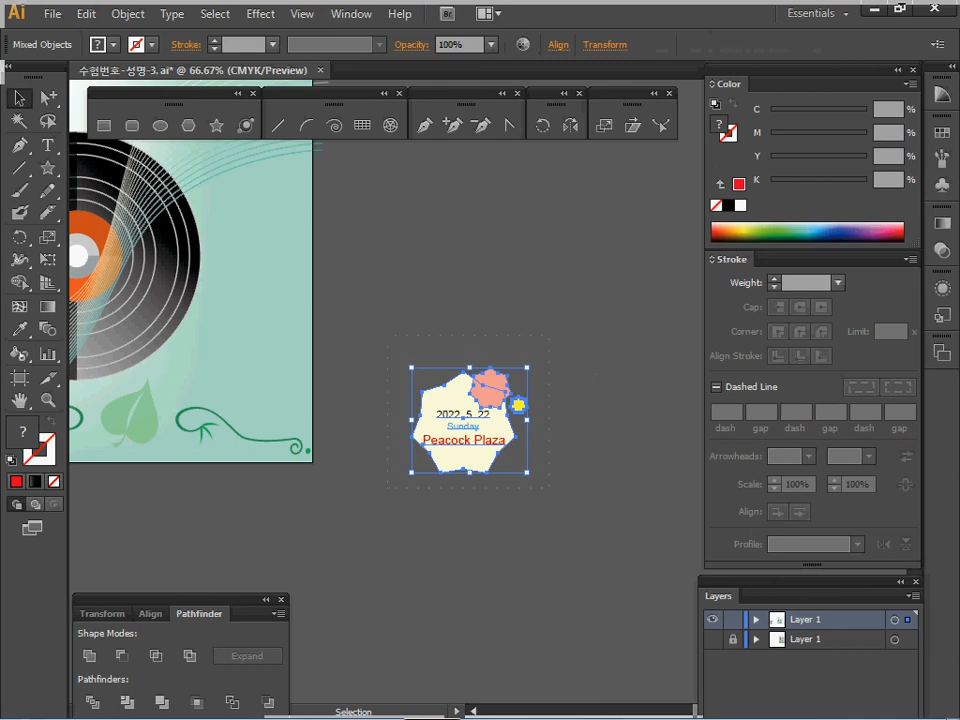 Ai File Edit Object Type Select Effect View Window Help Br Essentials
Mixed Objects ? Stroke: Opacity: 100% Align Transform
수험번호-성명-3.ai* @ 66.67% (CMYK/Preview) ×
Color
C %
M %
Y %
K %
?
Stroke
Weight:
Cap:
Corner: Limit: x
Align Stroke:
Dashed Line
dash gap dash gap dash gap
Arrowheads:
Scale: 100% 100%
Align:
Profile:
2022. 5. 22
Sunday
Peacock Plaza
?
Transform Align Pathfinder
Shape Modes:
Expand
Pathfinders:
Layers
Layer 1
Layer 1
Selection